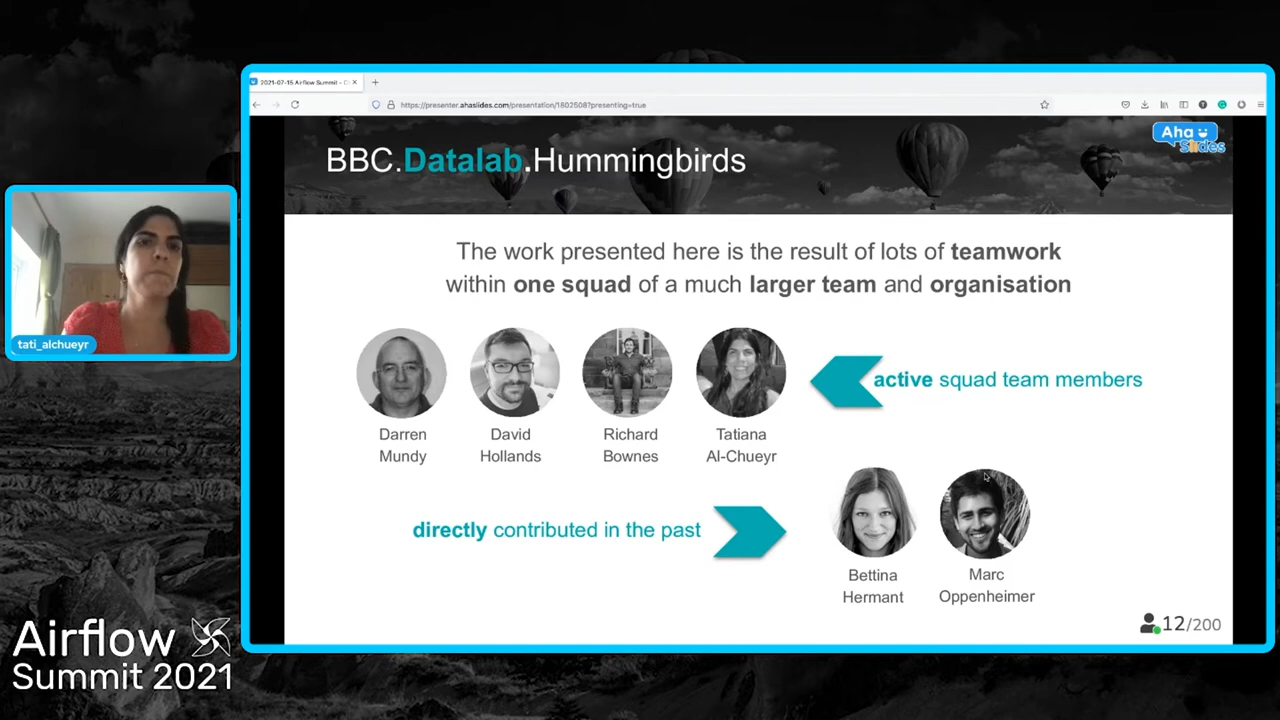 2021-07-15 Airflow Summit - C
https://presenter.ahaslides.com/presentation/1802508?presenting=true
Aha
Slides
BBC.Datalab.Hummingbirds
The work presented here is the result of lots of teamwork
within one squad of a much larger team and organisation
active squad team members
Darren
Mundy
David
Hollands
Richard
Bownes
Tatiana
Al-Chueyr
directly contributed in the past
Bettina
Hermant
Marc
Oppenheimer
12/200
tati_alchueyr
Airflow
Summit 2021